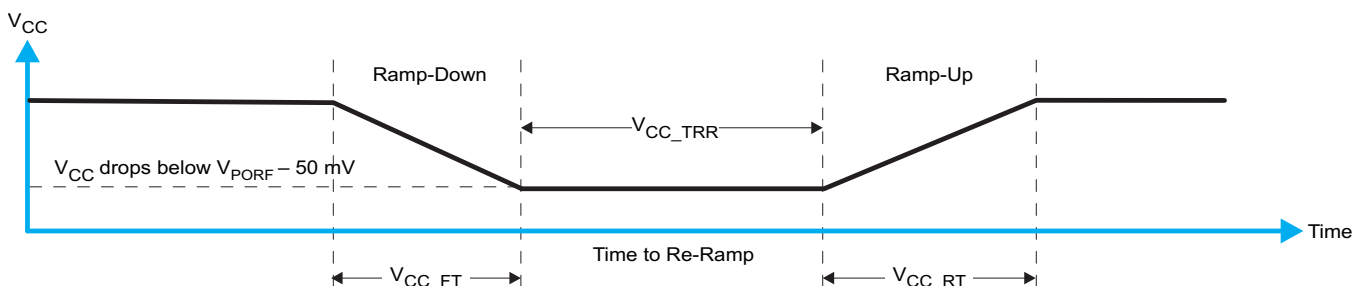 VCC
Ramp-Down
Ramp-Up
VCC_TRR
VCC drops below VPORF – 50 mV
Time
Time to Re-Ramp
VCC_FT
VCC_RT